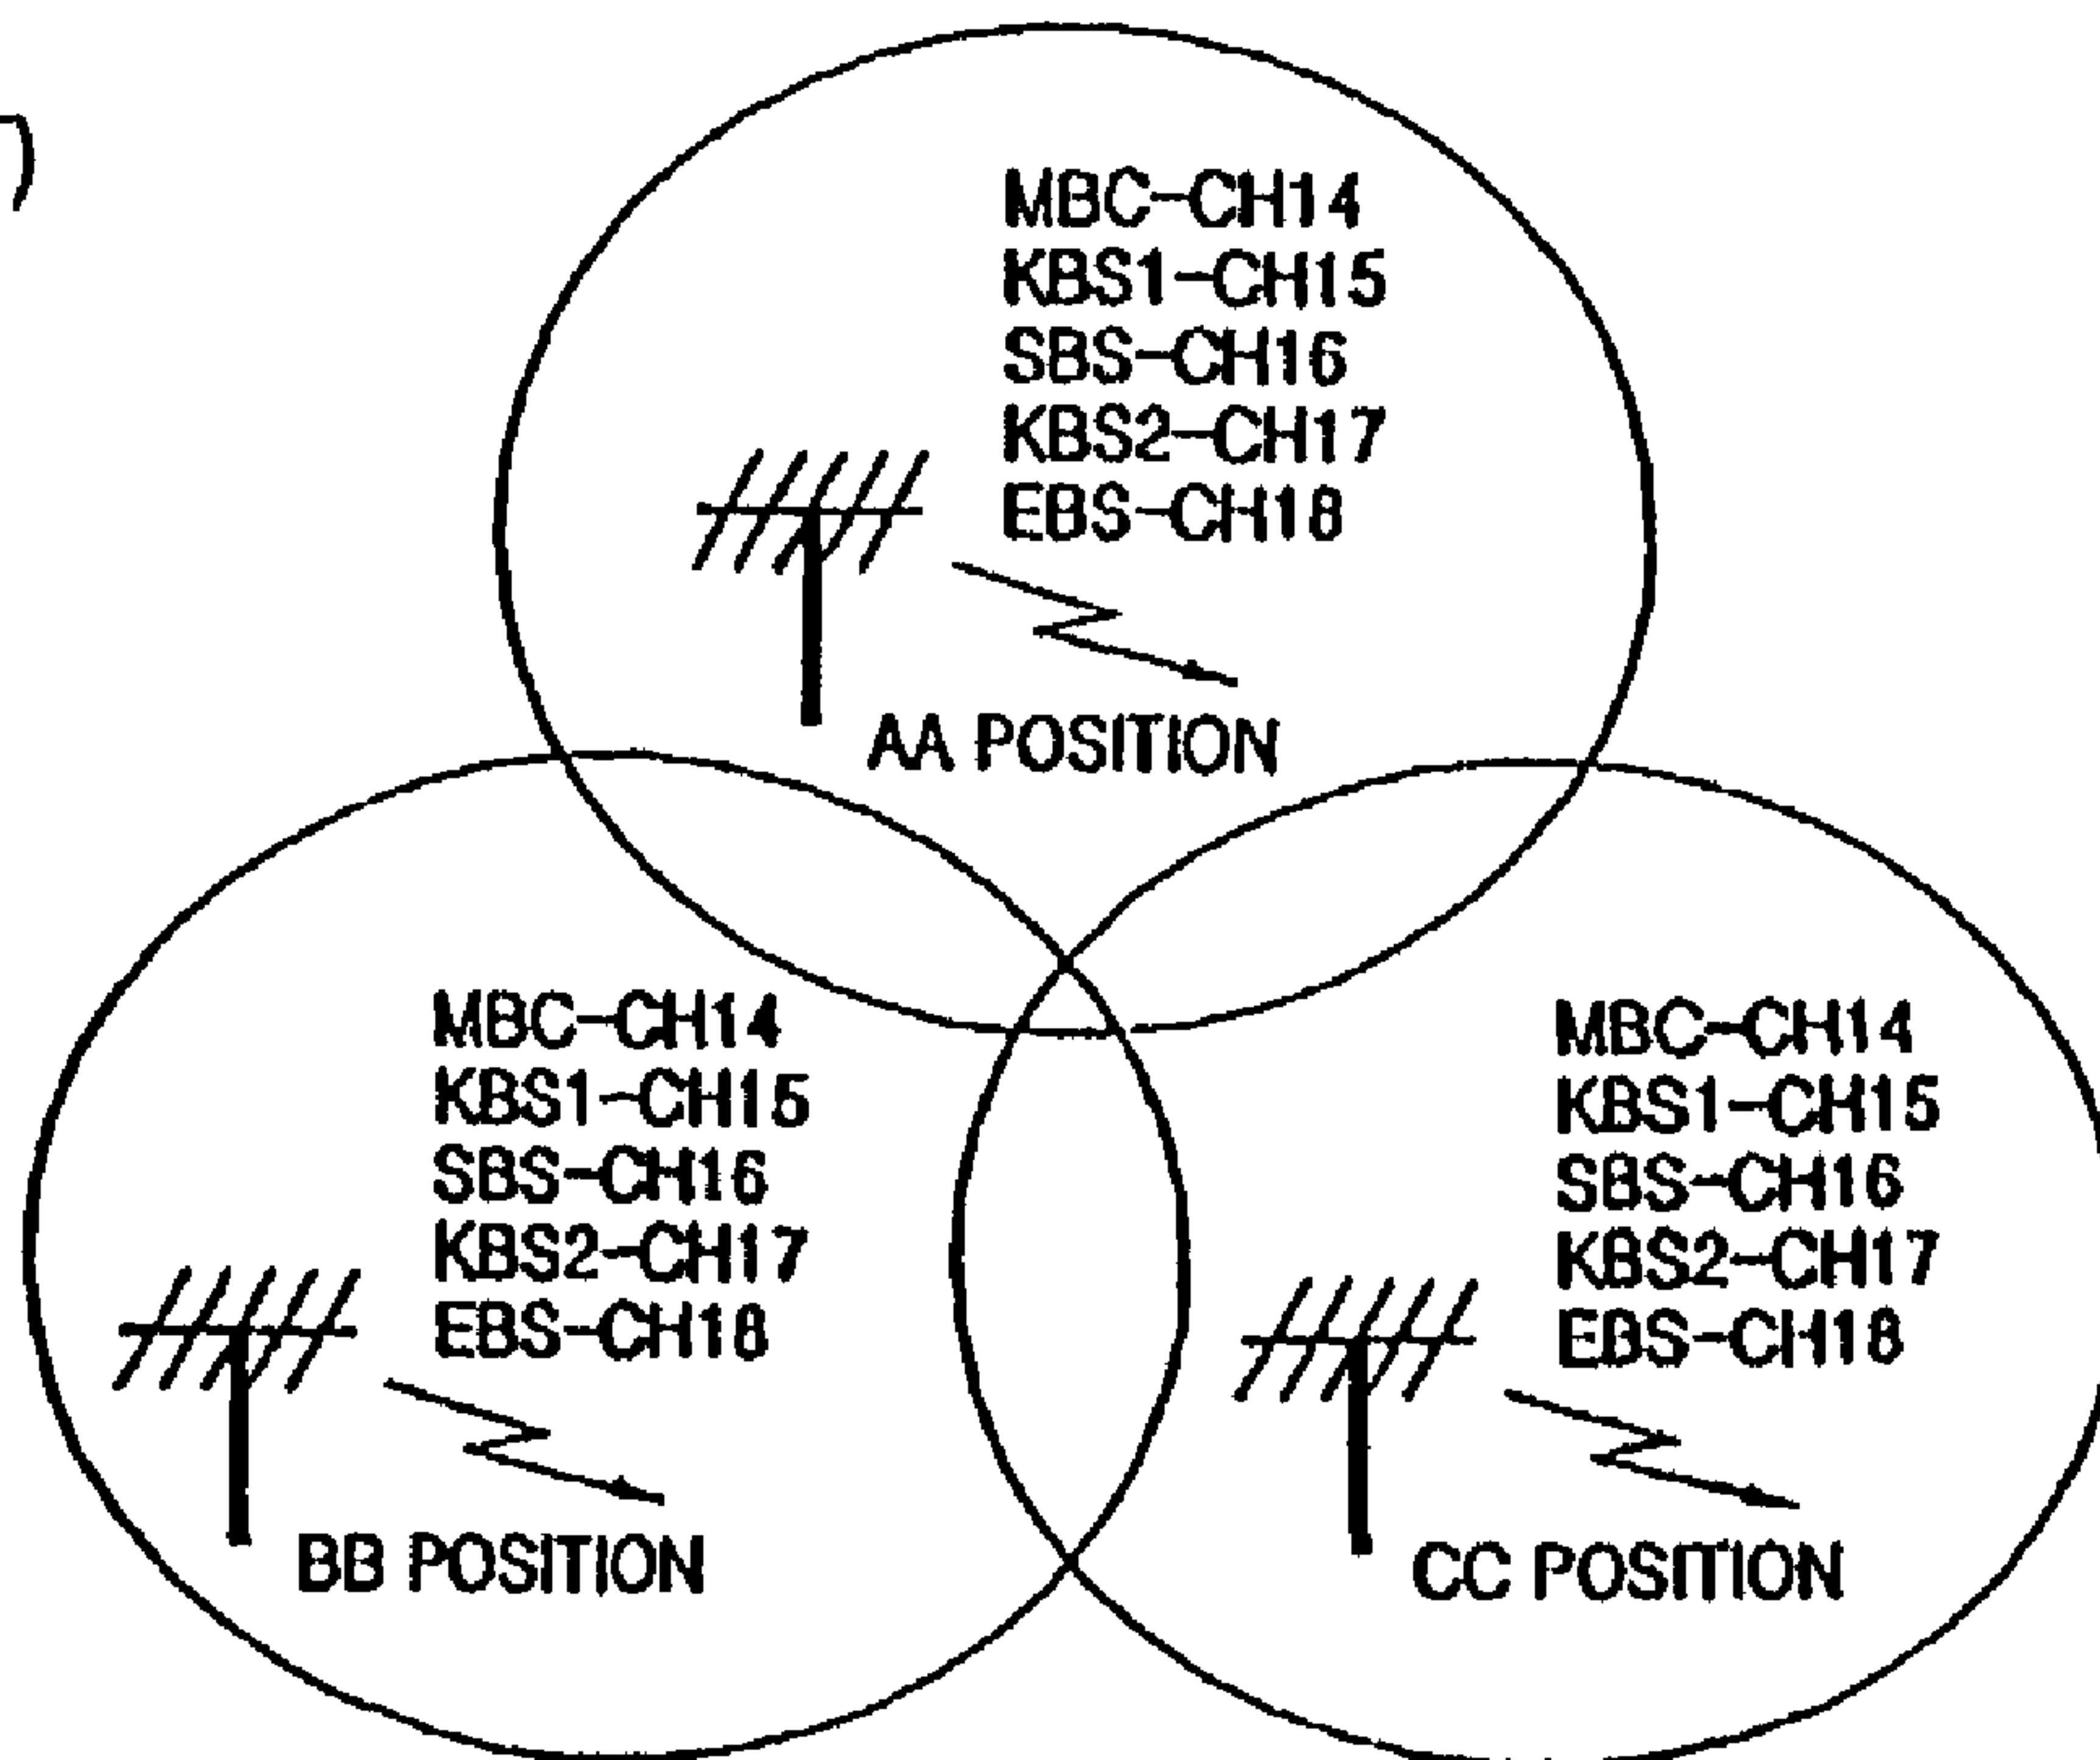 MBC-CH14
KBS1-CH15
SBS-CH16
KBS2-CH17
EBS-CH18
AA POSITION
MBC-CH14
KBS1-CH15
SBS-CH16
KBS2-CH17
EBS-CH18
BB POSITION
MBC-CH14
KBS1-CH15
SBS-CH16
KBS2-CH17
EBS-CH18
CC POSITION